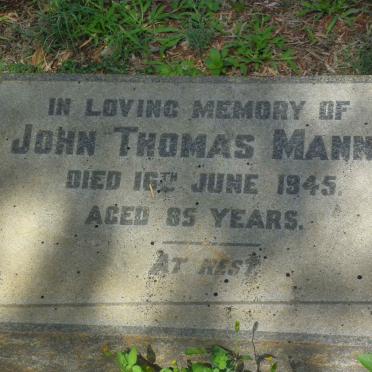 IN LOVING MEMORY OF
JOHN THOMAS MANN
DIED 16TH JUNE 1945.
AGED 85 YEARS.
AT REST.